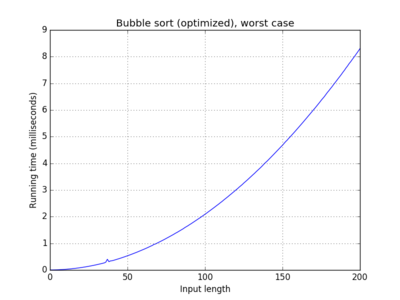 Bubble sort (optimized), worst case
9
8
7
6
5
4
3
2
1
0
Running time (milliseconds)
0 50 100 150 200
Input length